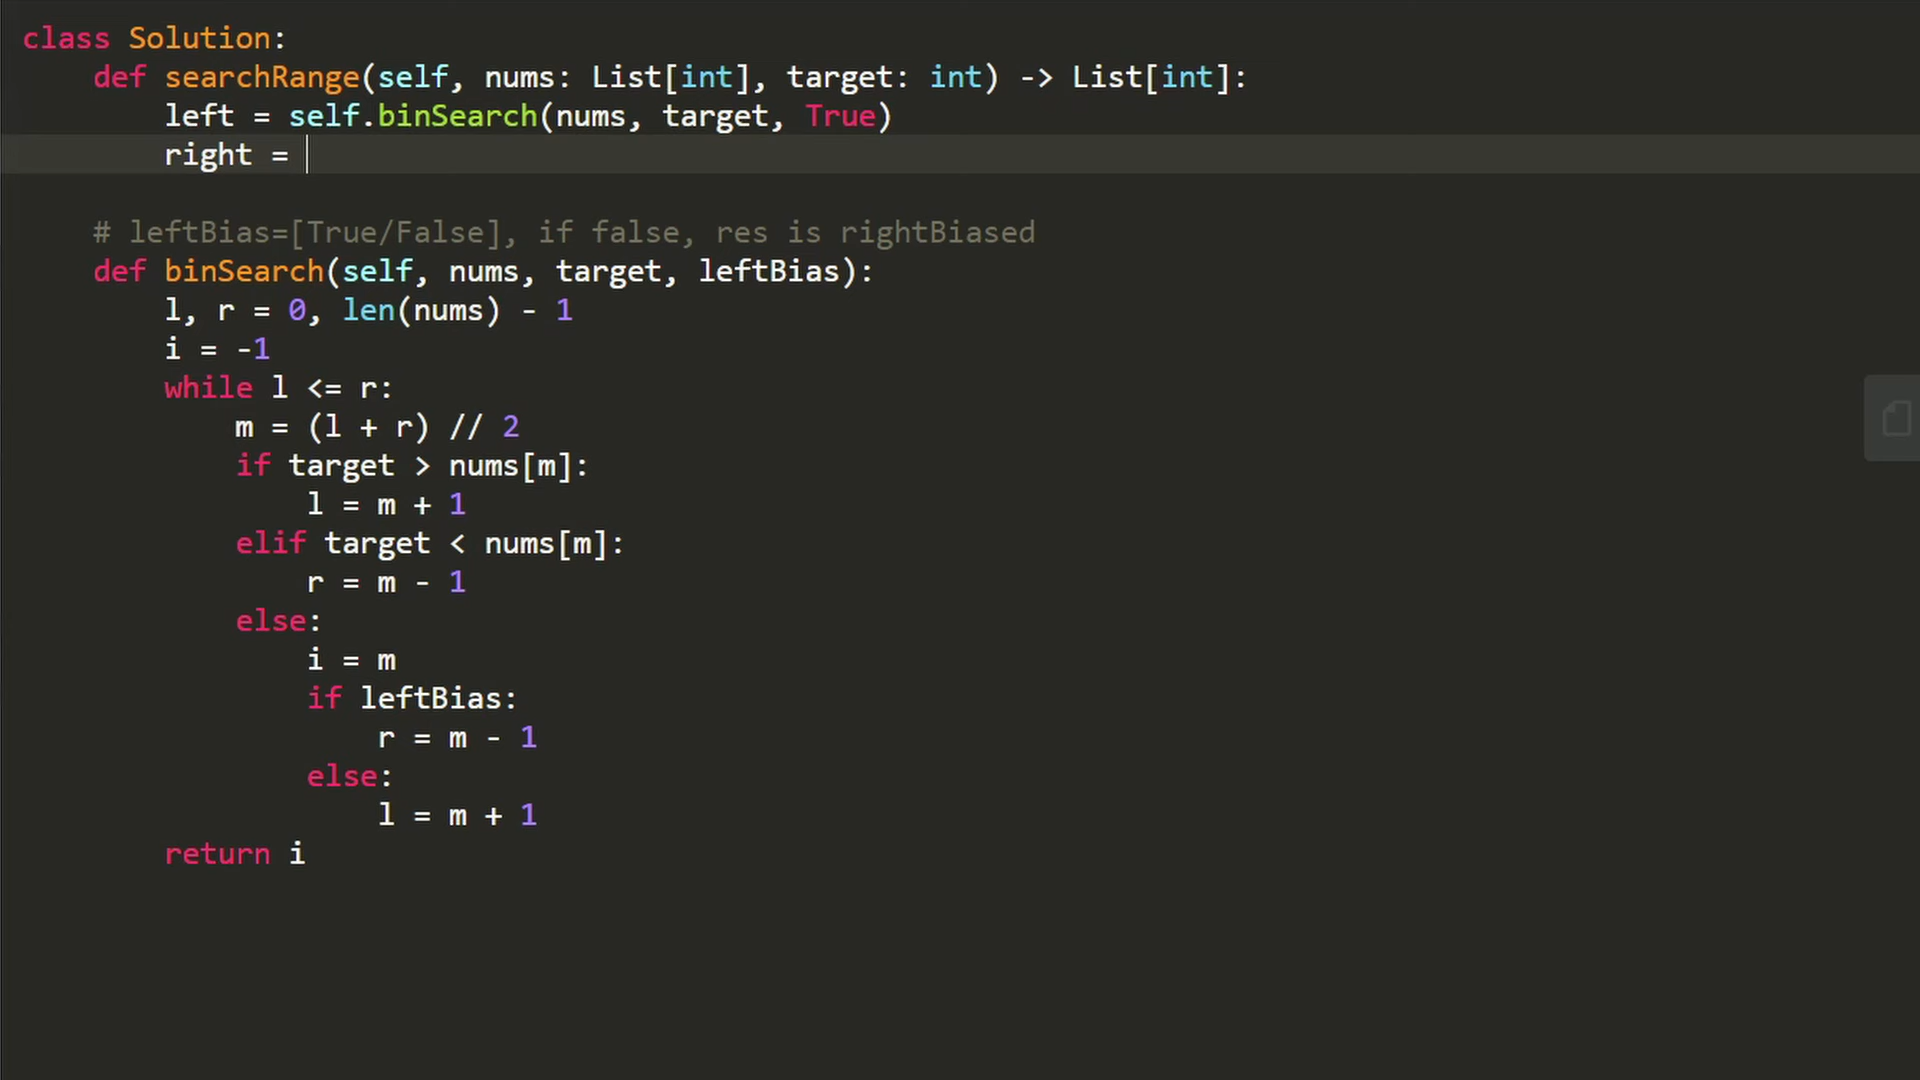 class Solution:
    def searchRange(self, nums: List[int], target: int) -> List[int]:
        left = self.binSearch(nums, target, True)
        right =
    # leftBias=[True/False], if false, res is rightBiased
    def binSearch(self, nums, target, leftBias):
        l, r = 0, len(nums) - 1
        i = -1
        while l <= r:
            m = (l + r) // 2
            if target > nums[m]:
                l = m + 1
            elif target < nums[m]:
                r = m - 1
            else:
                i = m
                if leftBias:
                    r = m - 1
                else:
                    l = m + 1
        return i